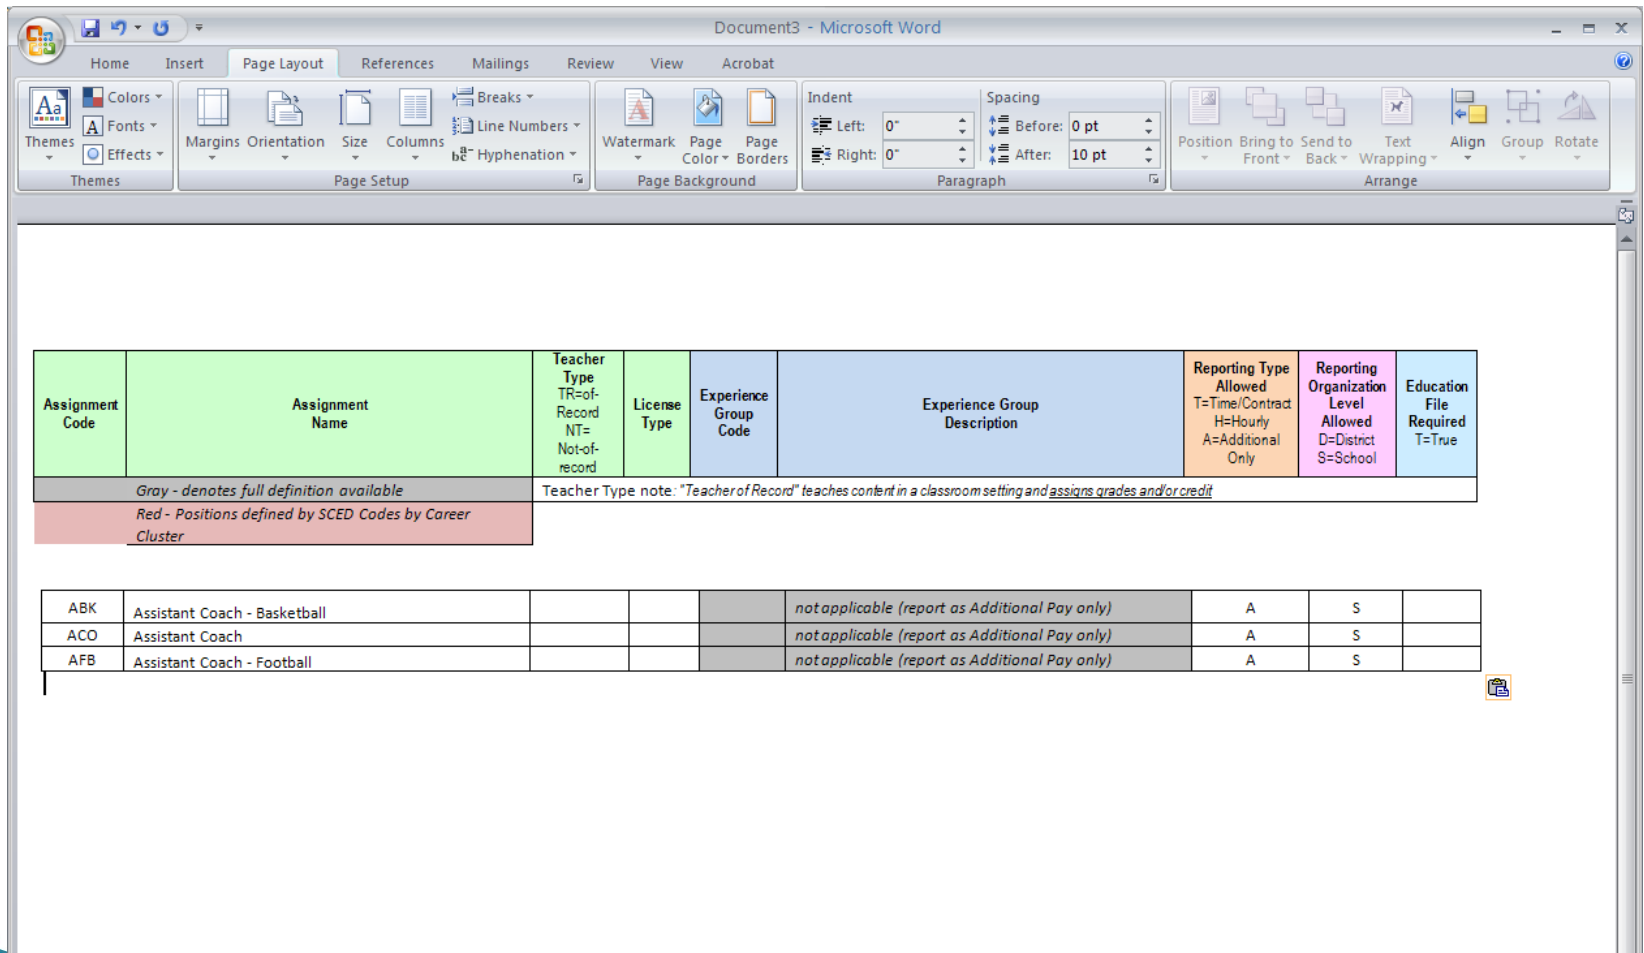 Document3 - Microsoft Word
Home Insert Page Layout References Mailings Review View Acrobat
Themes
Colors
Fonts
Effects
Themes
Margins Orientation Size Columns
Breaks
Line Numbers
Hyphenation
Page Setup
Watermark Page Color Page Borders
Page Background
Indent
Left: 0"
Right: 0"
Spacing
Before: 0 pt
After: 10 pt
Paragraph
Position Bring to Front Send to Back Text Wrapping Align Group Rotate
Arrange
Assignment
Code
Assignment
Name
Teacher
Type
TR=of-
Record
NT=
Not-of-
record
License
Type
Experience
Group
Code
Experience Group
Description
Reporting Type
Allowed
T=Time/Contract
H=Hourly
A=Additional
Only
Reporting
Organization
Level
Allowed
D=District
S=School
Education
File
Required
T=True
Gray - denotes full definition available
Teacher Type note: "Teacher of Record" teaches content in a classroom setting and assigns grades and/or credit
Red - Positions defined by SCED Codes by Career
Cluster
ABK Assistant Coach - Basketball not applicable (report as Additional Pay only) A S
ACO Assistant Coach not applicable (report as Additional Pay only) A S
AFB Assistant Coach - Football not applicable (report as Additional Pay only) A S